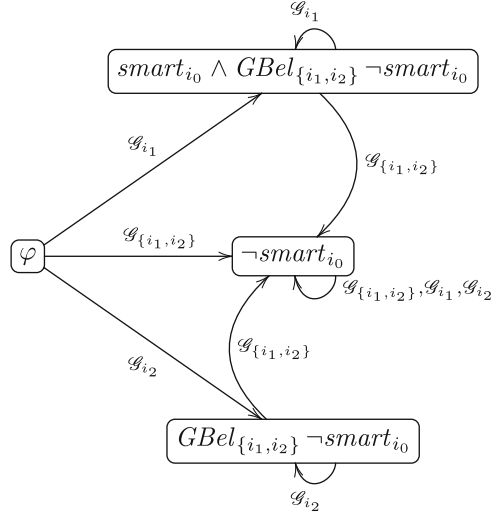 𝒢_{i_1}
smart_{i_0} ∧ GBel_{\{i_1,i_2\}} ¬smart_{i_0}
𝒢_{i_1}
𝒢_{\{i_1,i_2\}}
𝒢_{\{i_1,i_2\}}
φ
¬smart_{i_0}
𝒢_{\{i_1,i_2\}},𝒢_{i_1},𝒢_{i_2}
𝒢_{\{i_1,i_2\}}
𝒢_{i_2}
GBel_{\{i_1,i_2\}} ¬smart_{i_0}
𝒢_{i_2}